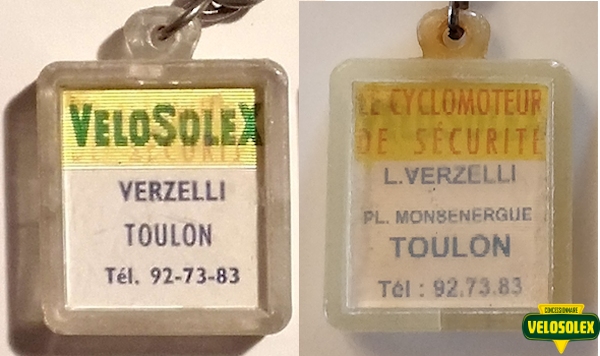 VELOSOLEX
VERZELLI
TOULON
Tél. 92-73-83
LE CYCLOMOTEUR
DE SÉCURITÉ
L.VERZELLI
PL. MONSENERGUE
TOULON
Tél : 92.73.83
CONCESSIONNAIRE
VELOSOLEX